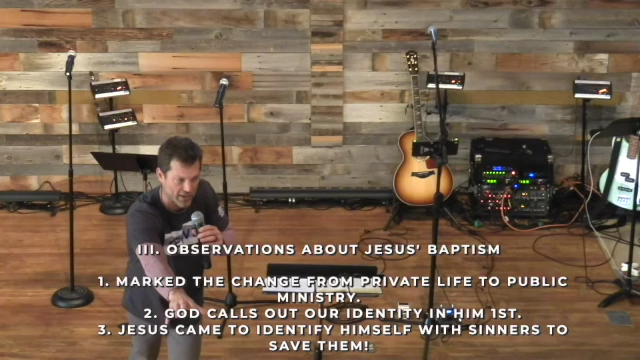 III. OBSERVATIONS ABOUT JESUS' BAPTISM
1. MARKED THE CHANGE FROM PRIVATE LIFE TO PUBLIC
MINISTRY.
2. GOD CALLS OUT OUR IDENTITY IN HIM 1ST.
3. JESUS CAME TO IDENTIFY HIMSELF WITH SINNERS TO
SAVE THEM!